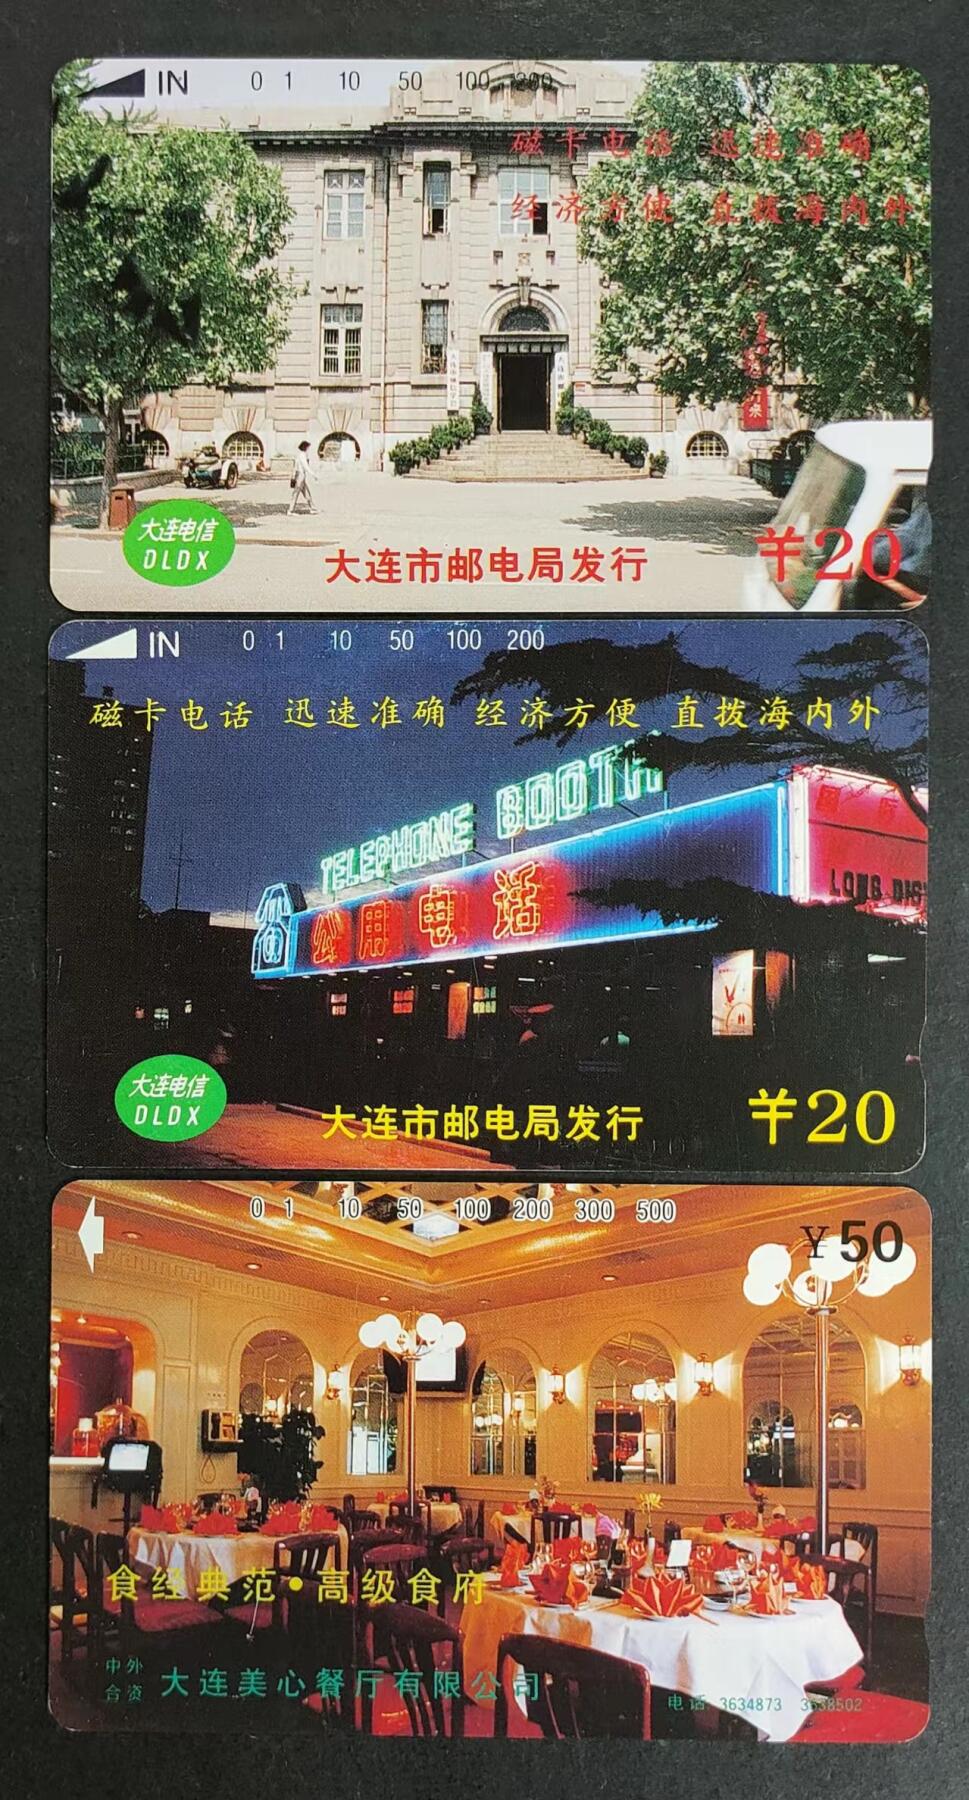 IN 0 1 10 50 100 200
磁卡电话 迅速准确
经济方便 直拨海内外
大连电信
DLDX
大连市邮电局发行
¥20
IN 0 1 10 50 100 200
磁卡电话 迅速准确 经济方便 直拨海内外
TELEPHONE BOOTH
公用电话
LONG DIS
大连电信
DLDX
大连市邮电局发行
¥20
0 1 10 50 100 200 300 500
¥50
食经典范·高级食府
中外合资 大连美心餐厅有限公司
电话 3634873 3638502